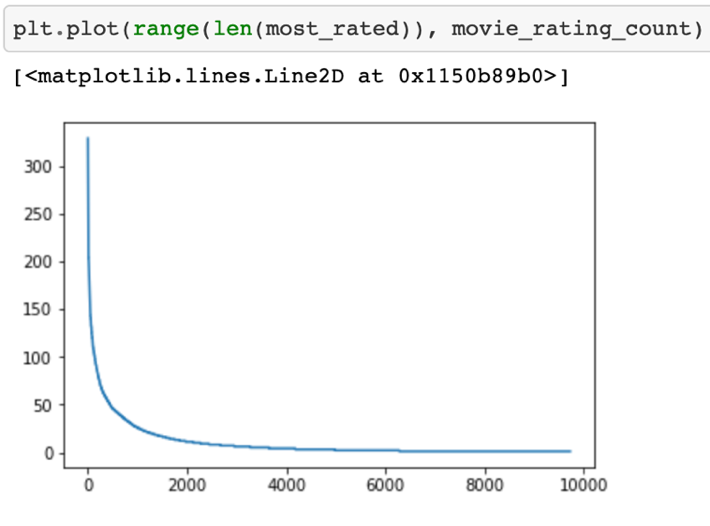 plt.plot(range(len(most_rated)), movie_rating_count)
[<matplotlib.lines.Line2D at 0x1150b89b0>]
300
250
200
150
100
50
0
0 2000 4000 6000 8000 10000